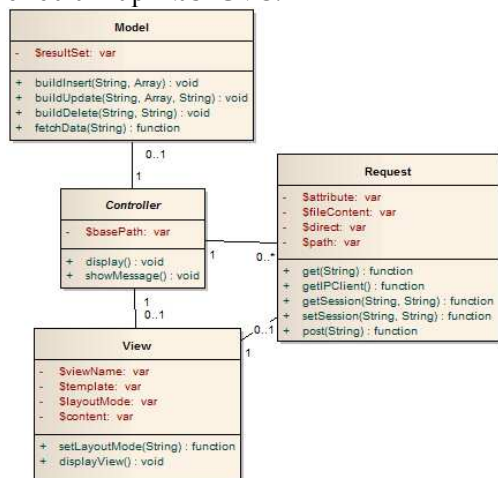 Model
- $resultSet: var
+ buildInsert(String, Array) : void
+ buildUpdate(String, Array, String) : void
+ buildDelete(String, String) : void
+ fetchData(String) : function
0..1
1
Controller
- $basePath: var
+ display() : void
+ showMessage() : void
1
0..*
Request
- $attribute: var
- $fileContent: var
- $direct: var
- $path: var
+ get(String) : function
+ getIPClient() : function
+ getSession(String, String) : function
+ setSession(String, String) : function
+ post(String) : function
1
0..1
0..1
1
View
- $viewName: var
- $template: var
- $layoutMode: var
- $content: var
+ setLayoutMode(String) : function
+ displayView() : void